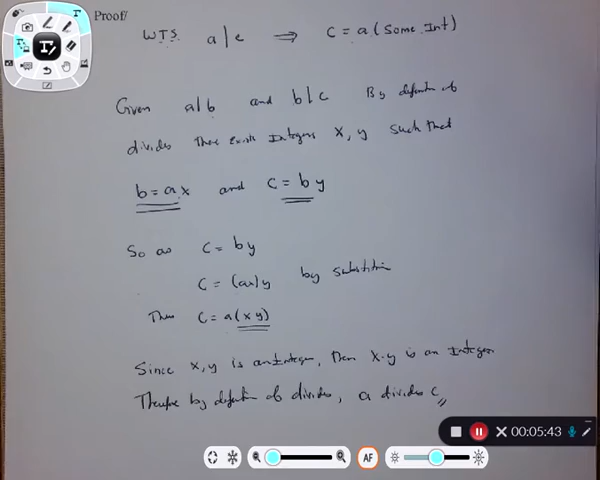 Proof/
WTS a|c ⇒ C = a (Some Int)
Given a|b and b|c By definition of
divides there exists Integers x, y such that
b = ax and C = by
So as C = by
C = (ax)y by substitution
Then C = a(xy)
Since x,y is an Integer, then x·y is an Integer
Therefore by definition of divides, a divides C //
00:05:43
AF